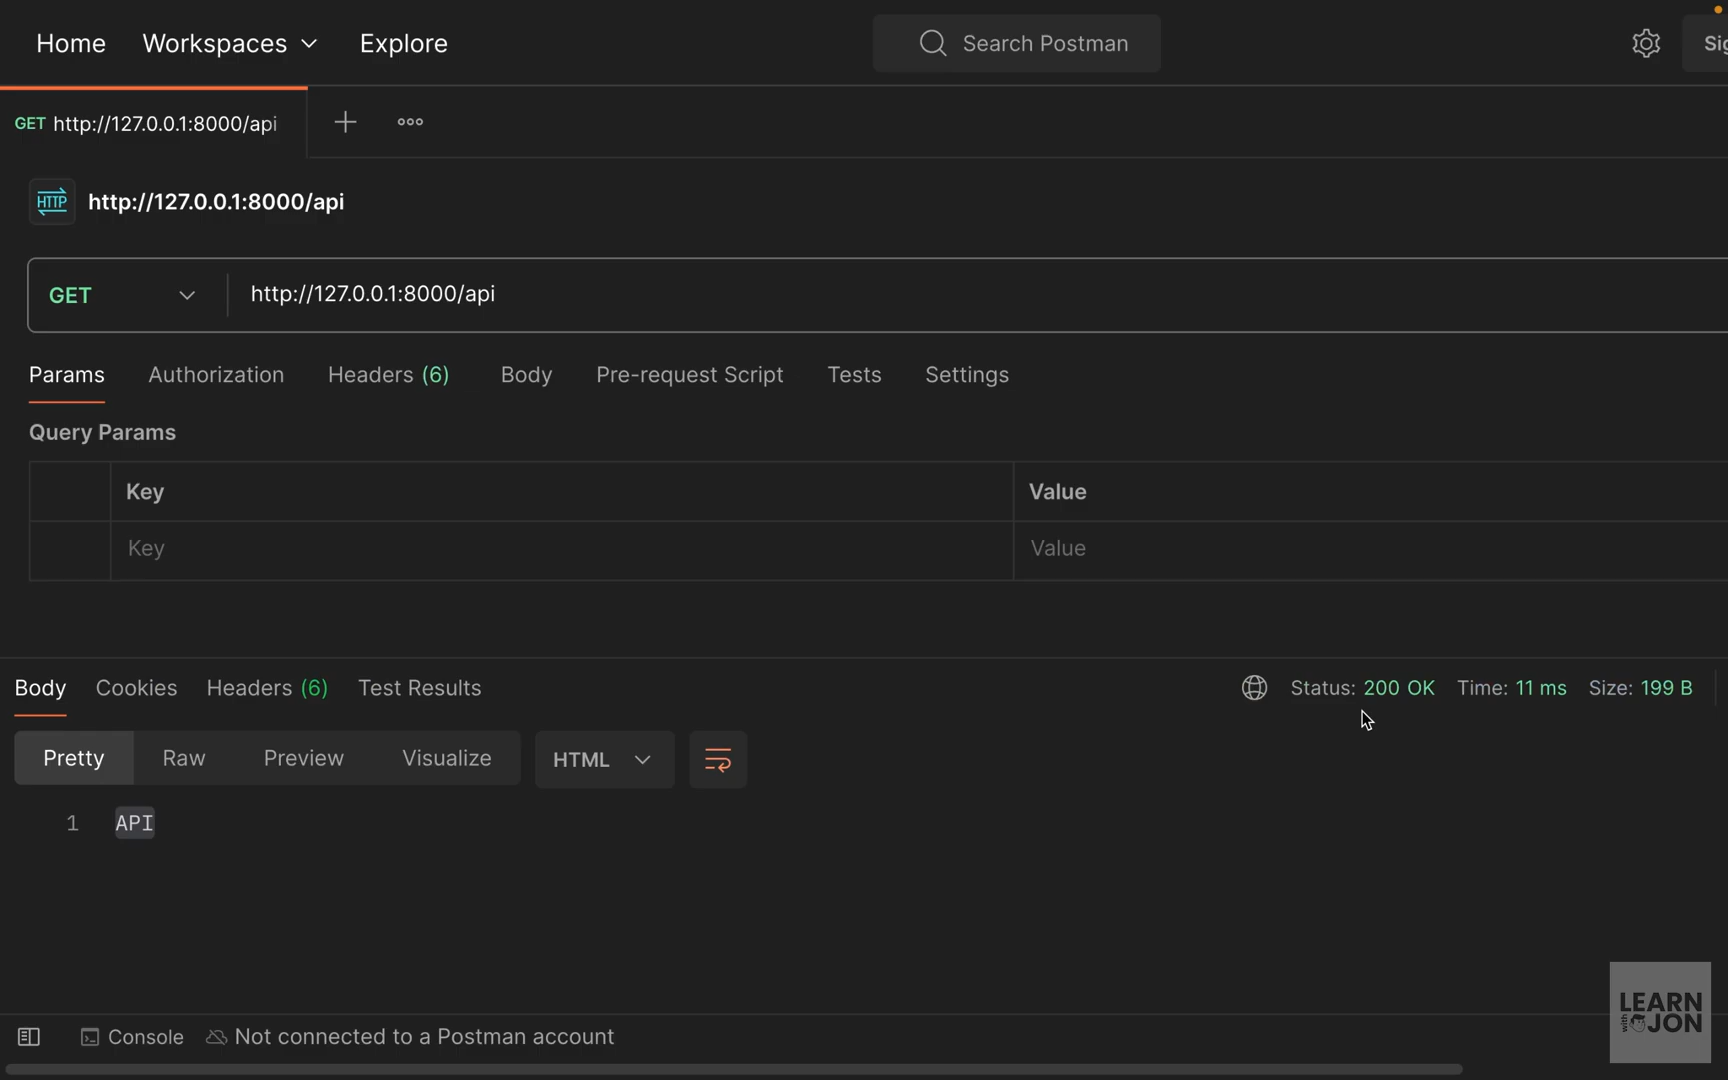 Home Workspaces Explore Search Postman
GET http://127.0.0.1:8000/api
HTTP http://127.0.0.1:8000/api
GET http://127.0.0.1:8000/api
Params Authorization Headers (6) Body Pre-request Script Tests Settings
Query Params
Key Value
Key Value
Body Cookies Headers (6) Test Results Status: 200 OK Time: 11 ms Size: 199 B
Pretty Raw Preview Visualize HTML
1 API
Console Not connected to a Postman account
LEARN
with JON